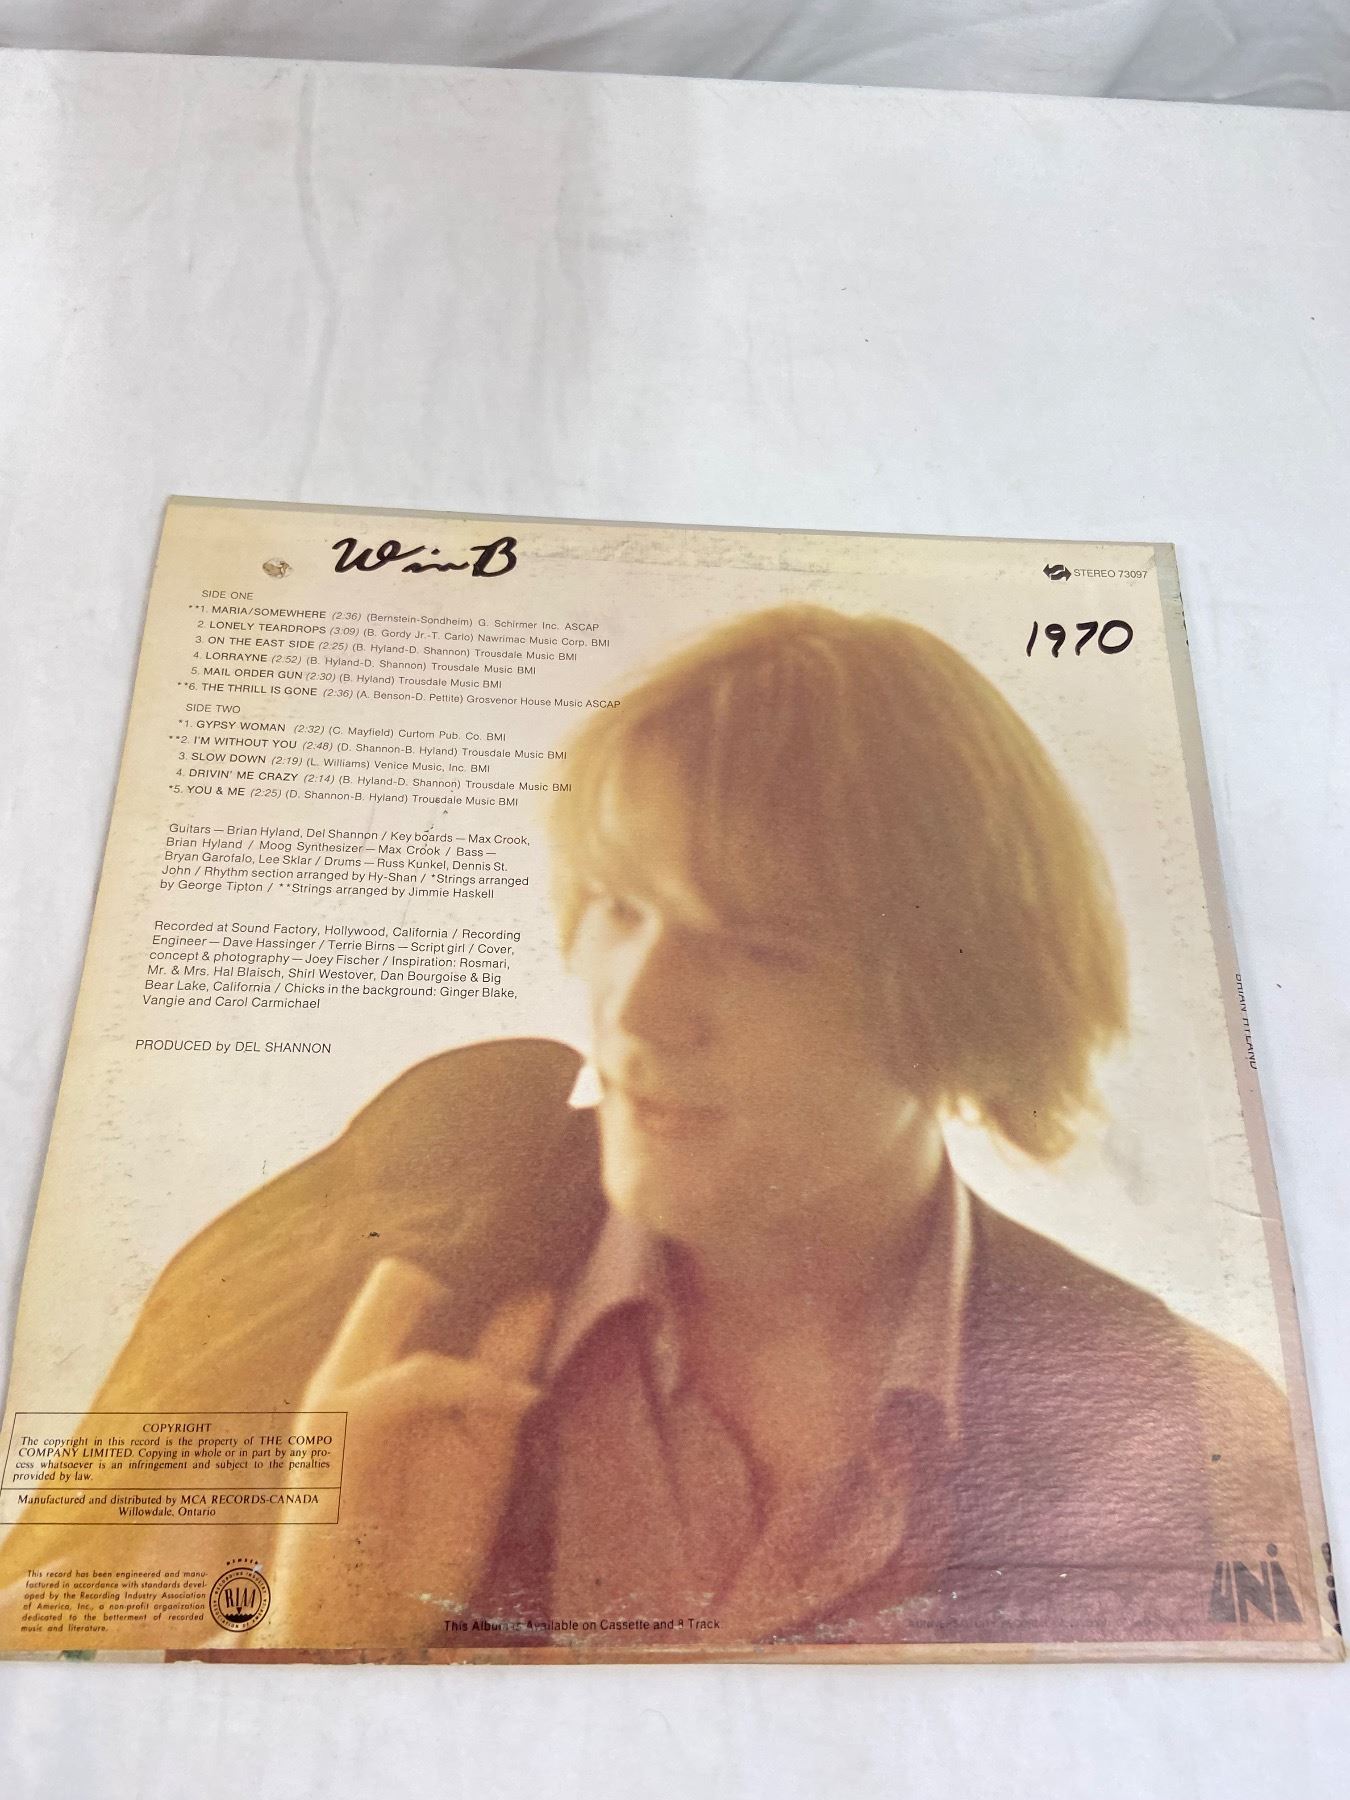 Win B
STEREO 73097
1970
SIDE ONE
**1. MARIA/SOMEWHERE (2:36) (Bernstein-Sondheim) G. Schirmer Inc. ASCAP
2. LONELY TEARDROPS (3:09) (B. Gordy Jr.-T. Carlo) Nawrimac Music Corp. BMI
3. ON THE EAST SIDE (2:25) (B. Hyland-D. Shannon) Trousdale Music BMI
4. LORRAYNE (2:52) (B. Hyland-D. Shannon) Trousdale Music BMI
5. MAIL ORDER GUN (2:30) (B. Hyland) Trousdale Music BMI
**6. THE THRILL IS GONE (2:36) (A. Benson-D. Pettite) Grosvenor House Music ASCAP
SIDE TWO
*1. GYPSY WOMAN (2:32) (C. Mayfield) Curtom Pub. Co. BMI
**2. I'M WITHOUT YOU (2:48) (D. Shannon-B. Hyland) Trousdale Music BMI
3. SLOW DOWN (2:19) (L. Williams) Venice Music, Inc. BMI
4. DRIVIN' ME CRAZY (2:14) (B. Hyland-D. Shannon) Trousdale Music BMI
*5. YOU & ME (2:25) (D. Shannon-B. Hyland) Trousdale Music BMI
Guitars — Brian Hyland, Del Shannon / Key boards — Max Crook,
Brian Hyland / Moog Synthesizer — Max Crook / Bass —
Bryan Garofalo, Lee Sklar / Drums — Russ Kunkel, Dennis St.
John / Rhythm section arranged by Hy-Shan / *Strings arranged
by George Tipton / **Strings arranged by Jimmie Haskell
Recorded at Sound Factory, Hollywood, California / Recording
Engineer — Dave Hassinger / Terrie Birns — Script girl / Cover,
concept & photography — Joey Fischer / Inspiration: Rosmari,
Mr. & Mrs. Hal Blaisch, Shirl Westover, Dan Bourgoise & Big
Bear Lake, California / Chicks in the background: Ginger Blake,
Vangie and Carol Carmichael
PRODUCED by DEL SHANNON
BRIAN HYLAND
COPYRIGHT
The copyright in this record is the property of THE COMPO
COMPANY LIMITED. Copying in whole or in part by any pro-
cess whatsoever is an infringement and subject to the penalties
provided by law.
Manufactured and distributed by MCA RECORDS-CANADA
Willowdale, Ontario
This record has been engineered and manu-
factured in accordance with standards devel-
oped by the Recording Industry Association
of America, Inc., a non-profit organization
dedicated to the betterment of recorded
music and literature.
MEMBER
RECORDING INDUSTRY ASSOCIATION OF AMERICA
RIAA
This Album is Available on Cassette and 8 Track.
UNI